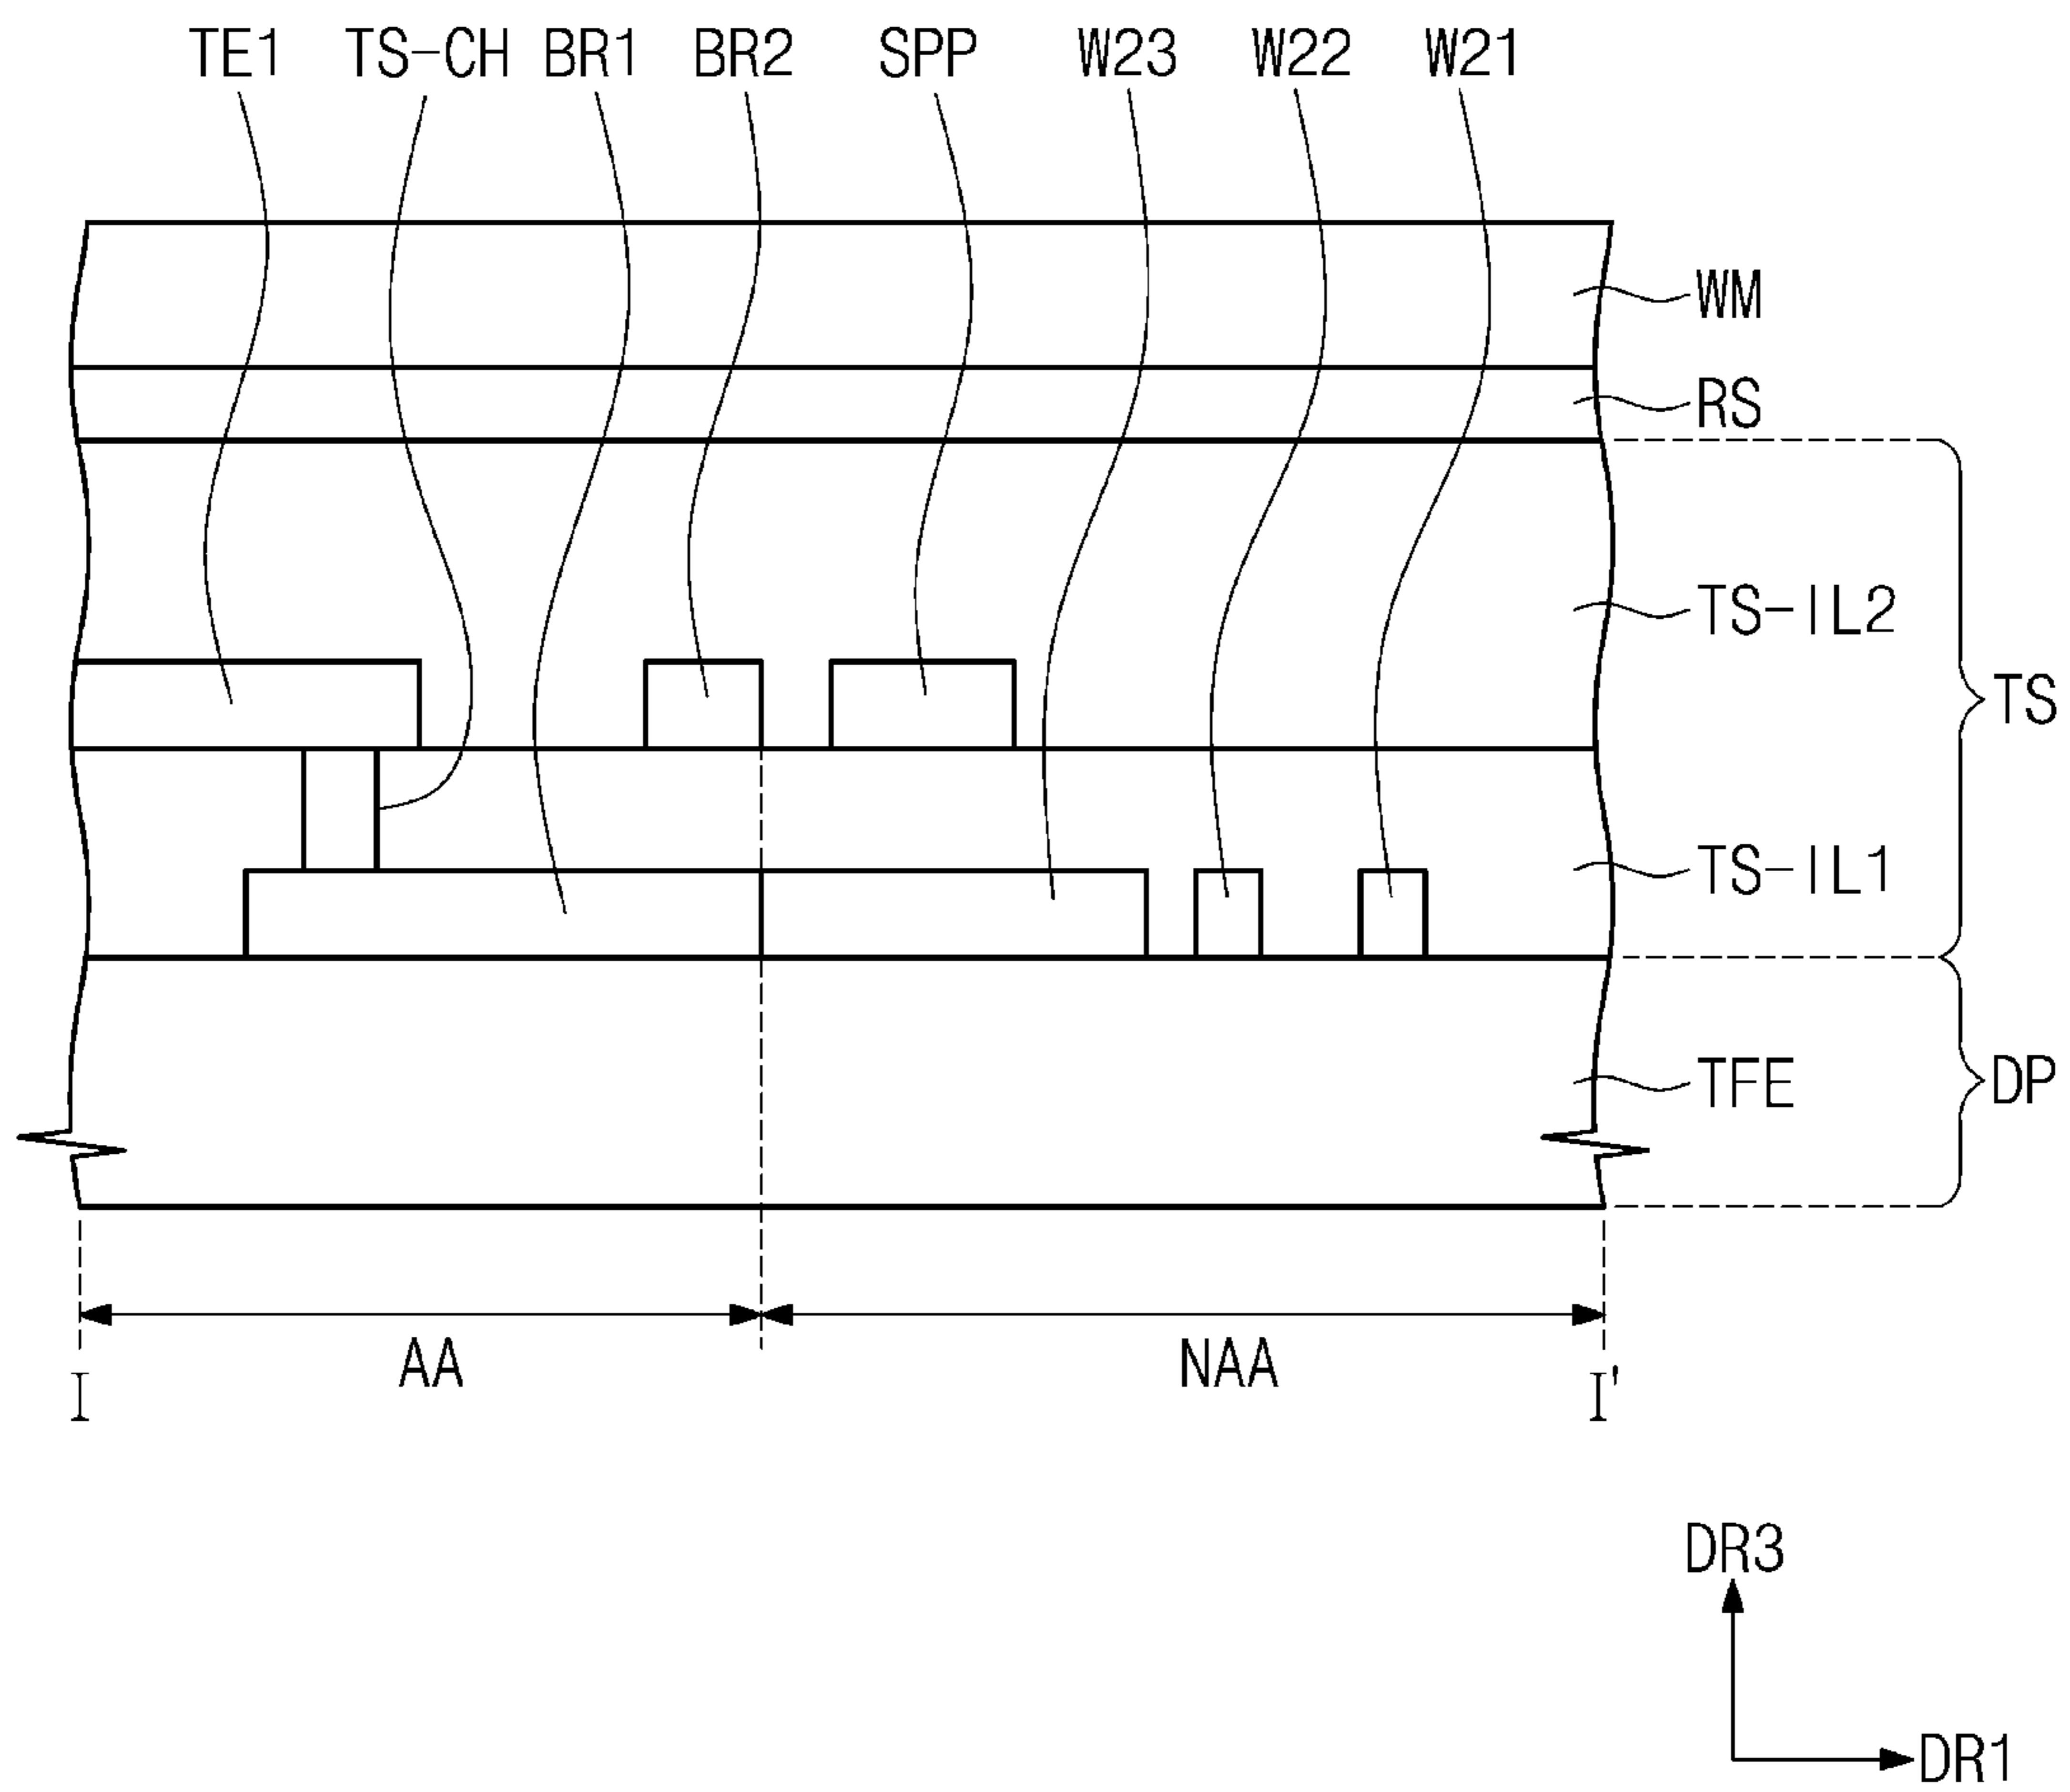 TE1 TS-CH BR1 BR2 SPP W23 W22 W21
WM
RS
TS-IL2
TS
TS-IL1
TFE
DP
AA NAA
I I'
DR3
DR1